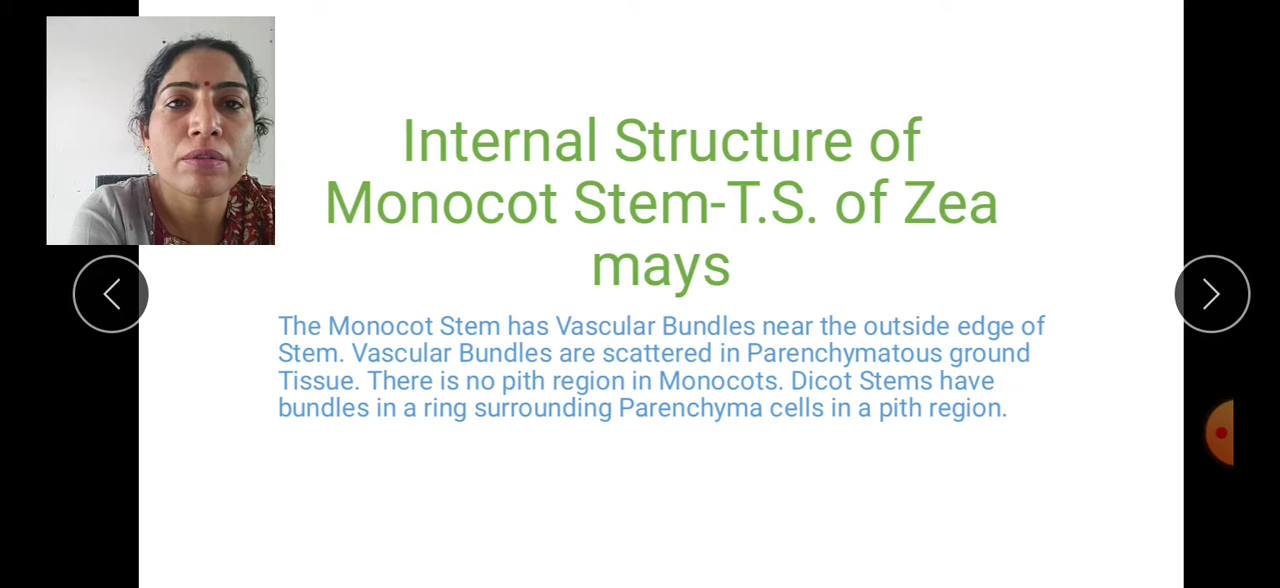 Internal Structure of
Monocot Stem-T.S. of Zea
mays
The Monocot Stem has Vascular Bundles near the outside edge of
Stem. Vascular Bundles are scattered in Parenchymatous ground
Tissue. There is no pith region in Monocots. Dicot Stems have
bundles in a ring surrounding Parenchyma cells in a pith region.